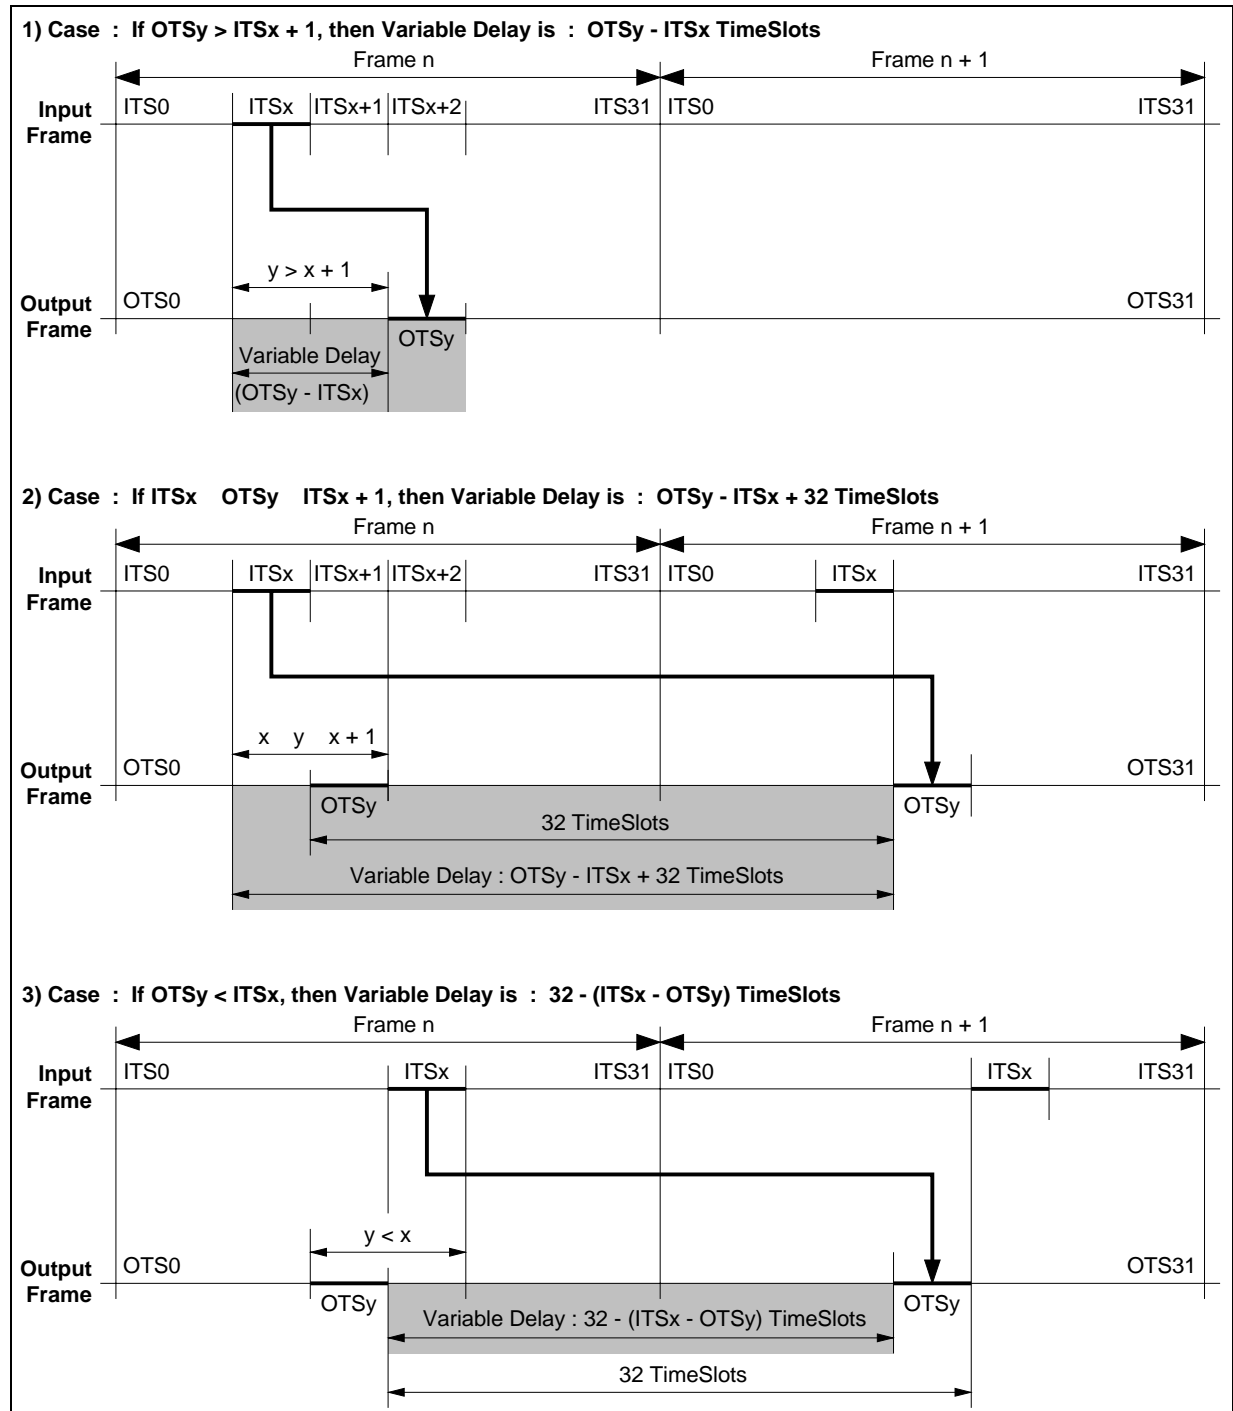 1) Case : If OTSy > ITSx + 1, then Variable Delay is : OTSy - ITSx TimeSlots
Frame n
Frame n + 1
Input Frame
ITS0
ITSx
ITSx+1
ITSx+2
ITS31
ITS0
ITS31
y > x + 1
Output Frame
OTS0
OTS31
OTSy
Variable Delay
(OTSy - ITSx)
2) Case : If ITSx OTSy ITSx + 1, then Variable Delay is : OTSy - ITSx + 32 TimeSlots
Frame n
Frame n + 1
Input Frame
ITS0
ITSx
ITSx+1
ITSx+2
ITS31
ITS0
ITSx
ITS31
x y x + 1
Output Frame
OTS0
OTS31
OTSy
OTSy
32 TimeSlots
Variable Delay : OTSy - ITSx + 32 TimeSlots
3) Case : If OTSy < ITSx, then Variable Delay is : 32 - (ITSx - OTSy) TimeSlots
Frame n
Frame n + 1
Input Frame
ITS0
ITSx
ITS31
ITS0
ITSx
ITS31
y < x
Output Frame
OTS0
OTS31
OTSy
OTSy
Variable Delay : 32 - (ITSx - OTSy) TimeSlots
32 TimeSlots